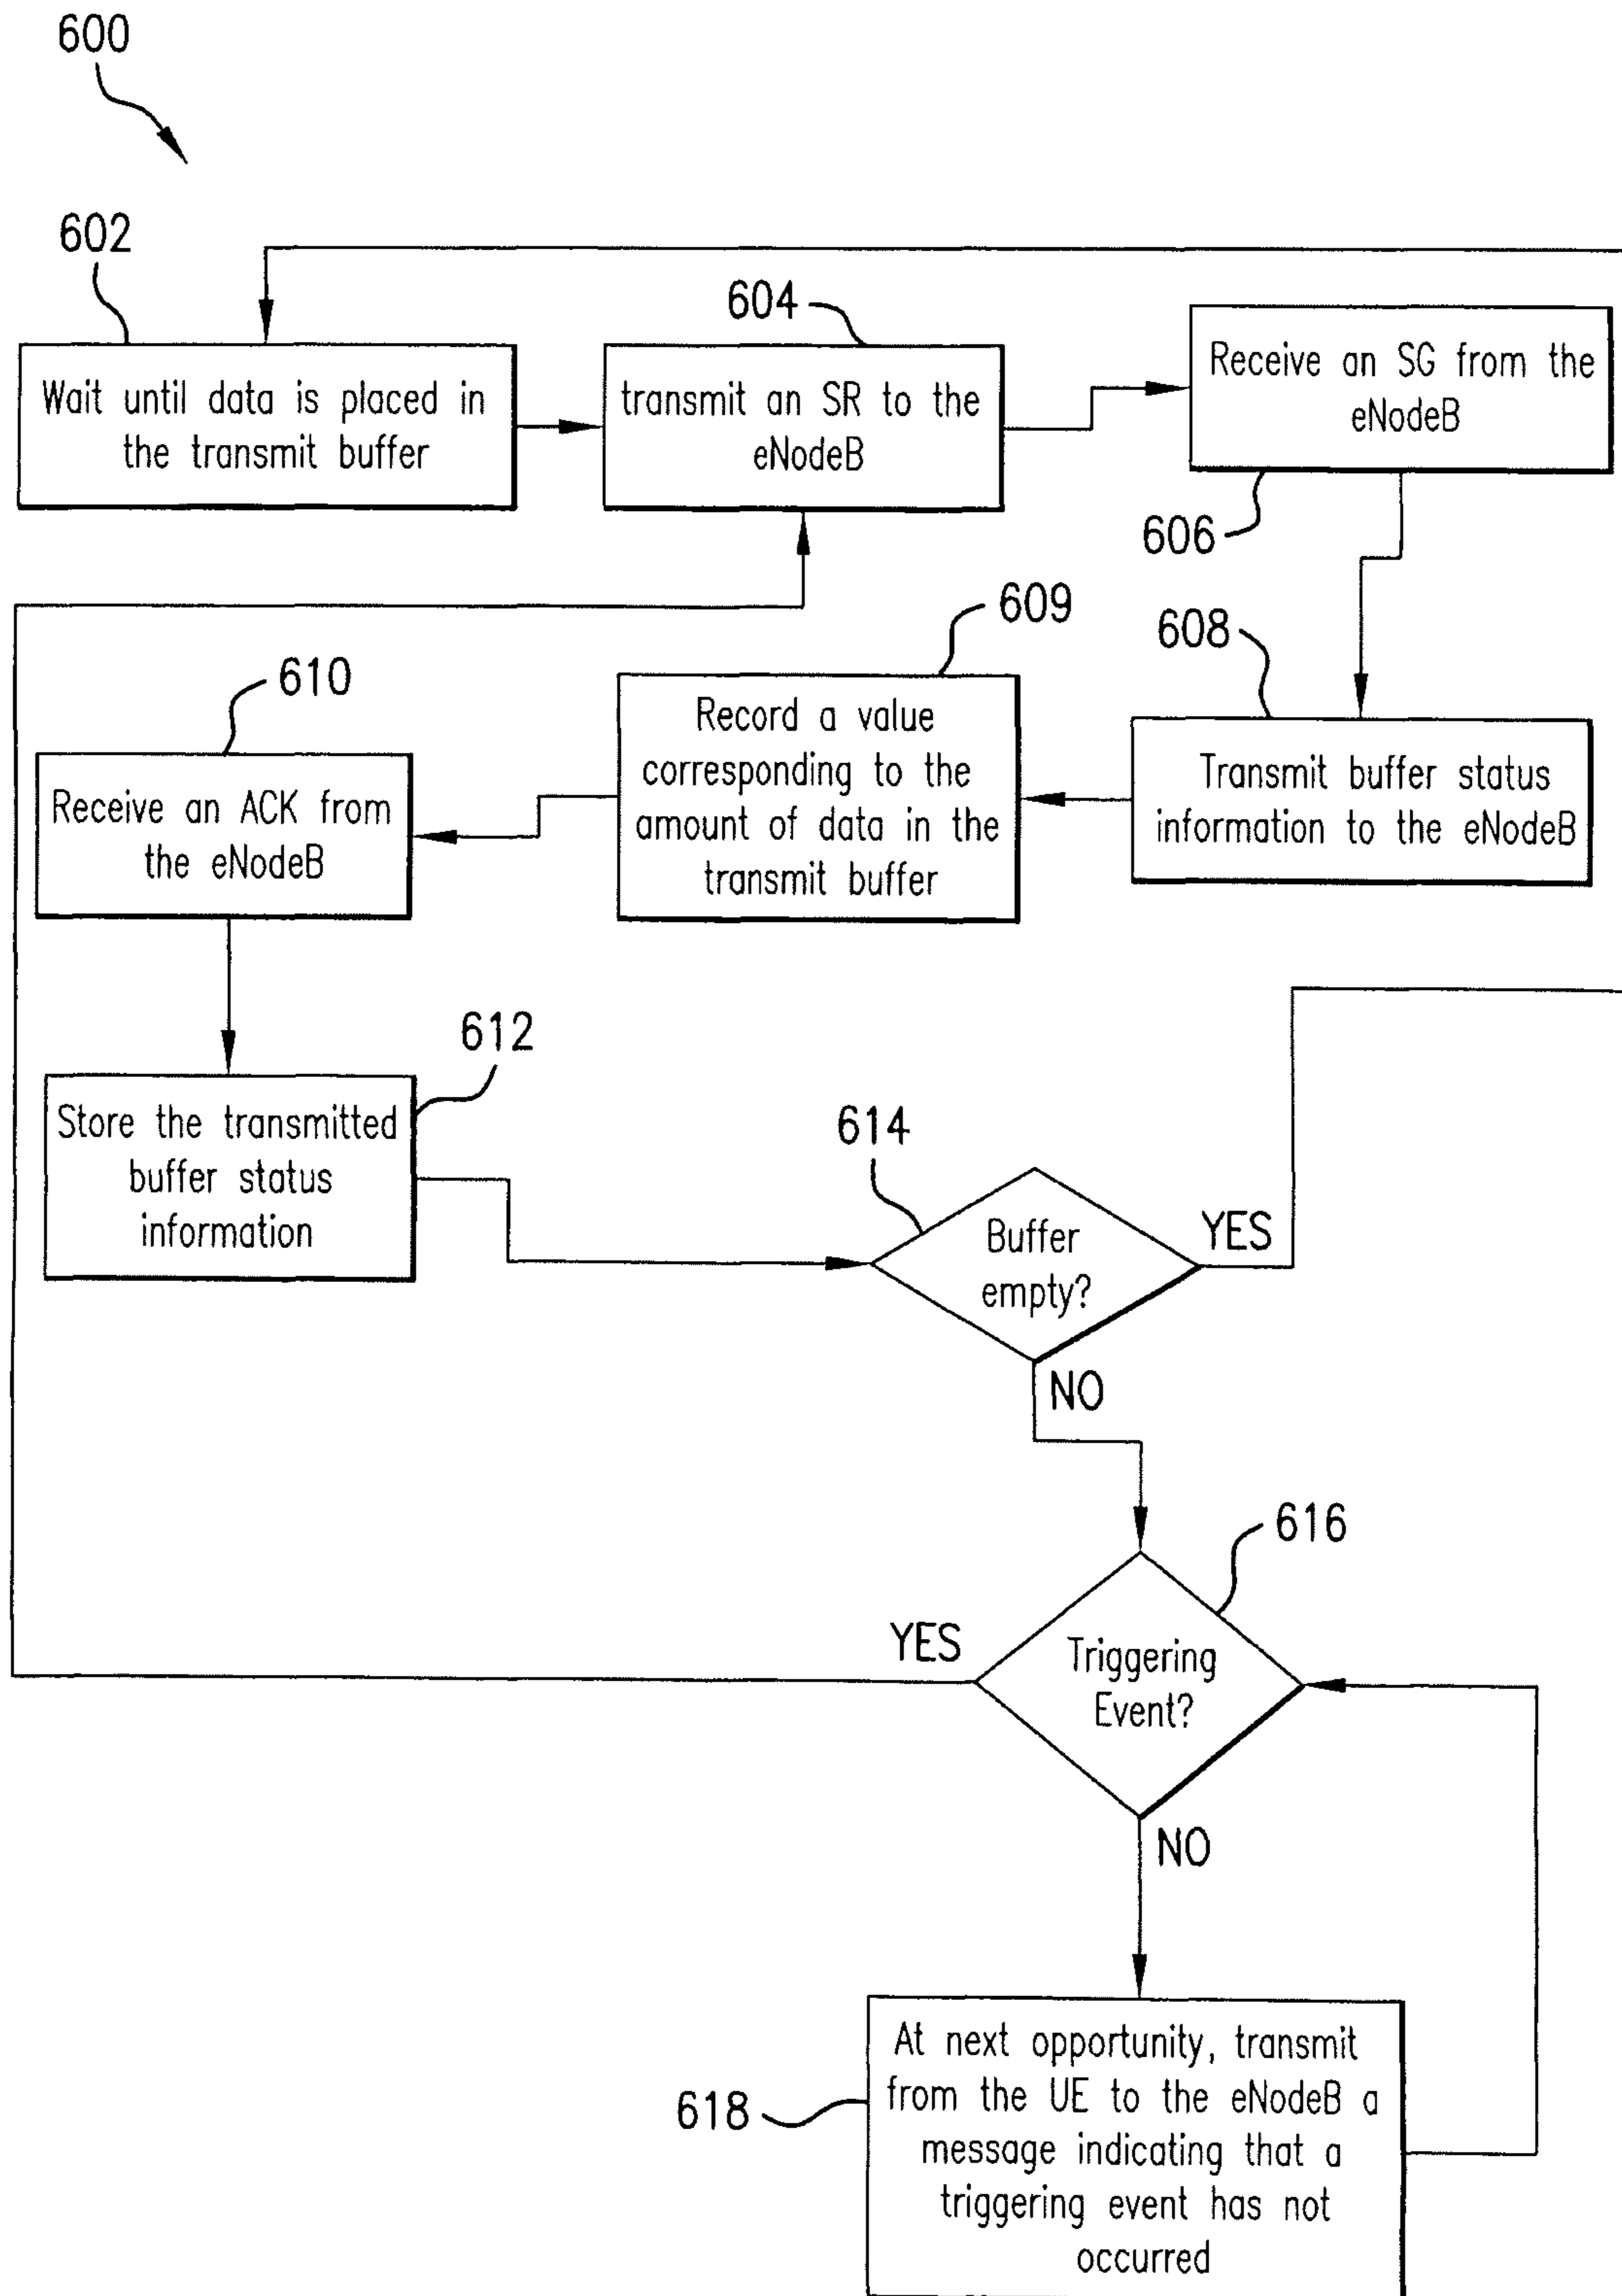 600
602
Wait until data is placed in
the transmit buffer
604
transmit an SR to the
eNodeB
Receive an SG from the
eNodeB
606
608
Transmit buffer status
information to the eNodeB
609
Record a value
corresponding to the
amount of data in the
transmit buffer
610
Receive an ACK from
the eNodeB
612
Store the transmitted
buffer status
information
614
Buffer
empty?
YES
NO
616
Triggering
Event?
YES
NO
618
At next opportunity, transmit
from the UE to the eNodeB a
message indicating that a
triggering event has not
occurred